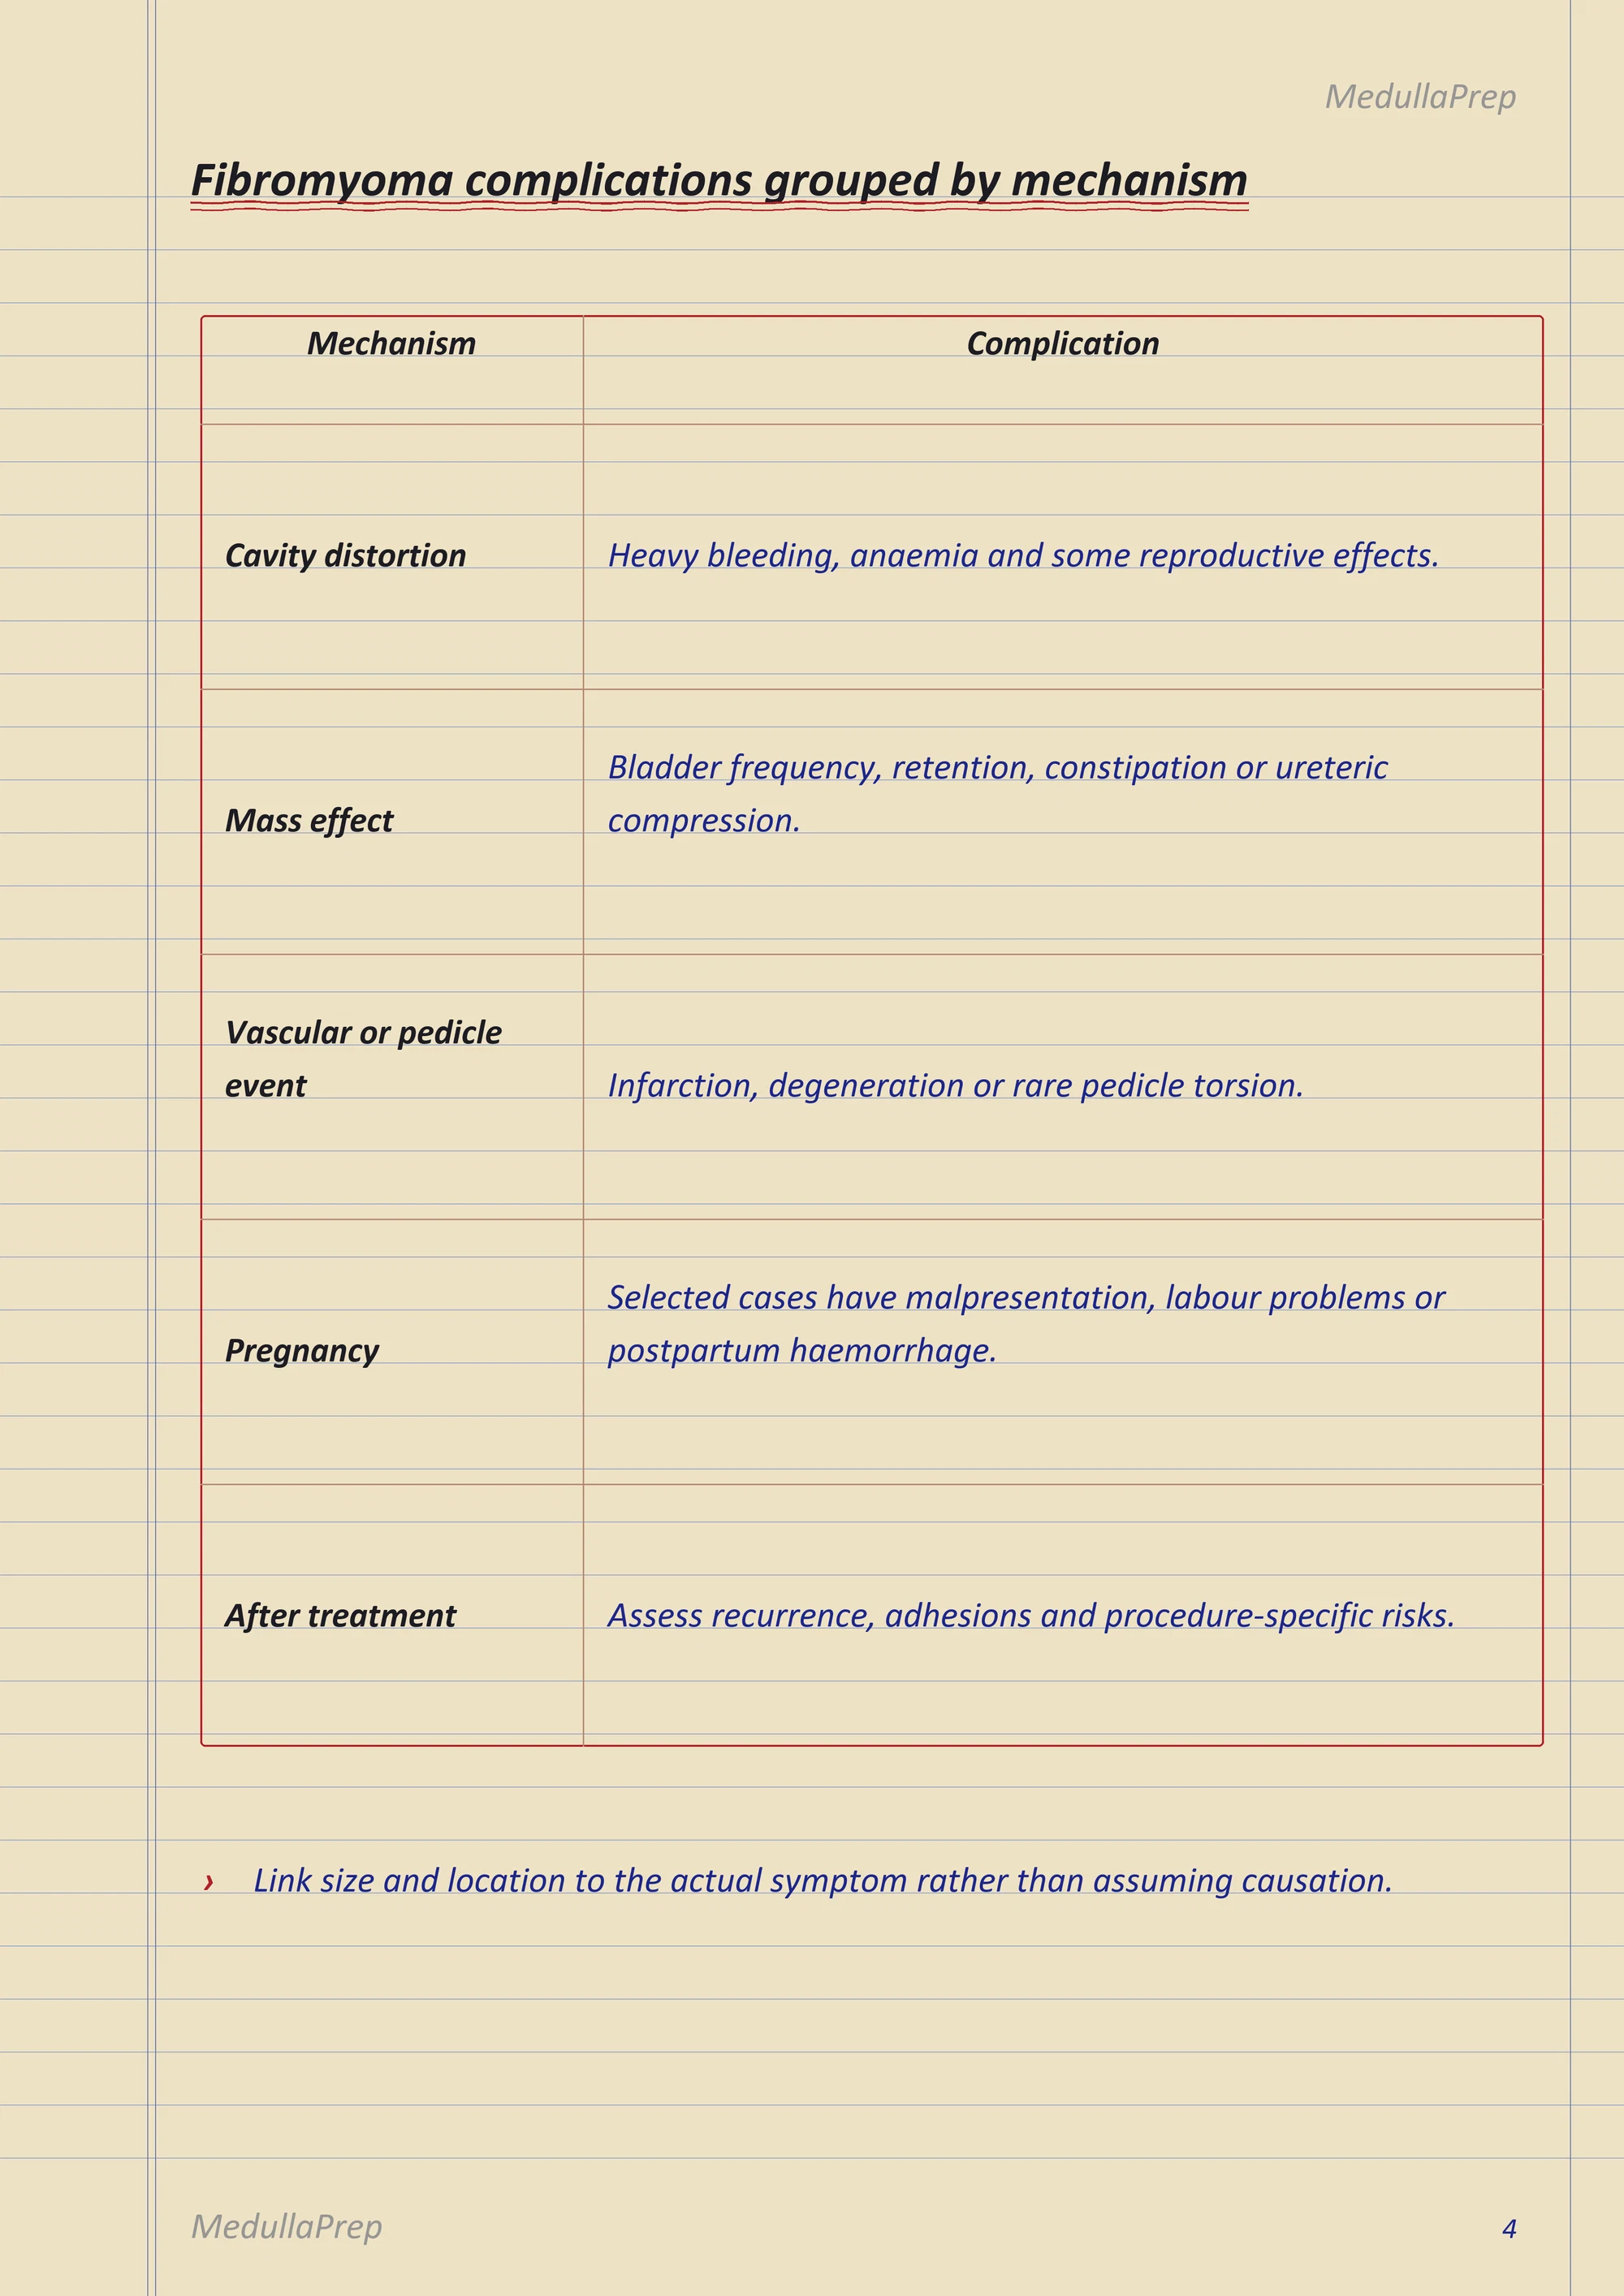 MedullaPrep
Fibromyoma complications grouped by mechanism
Mechanism Complication
Cavity distortion Heavy bleeding, anaemia and some reproductive effects.
Bladder frequency, retention, constipation or ureteric
Mass effect compression.
Vascular or pedicle
event Infarction, degeneration or rare pedicle torsion.
Selected cases have malpresentation, labour problems or
Pregnancy postpartum haemorrhage.
After treatment Assess recurrence, adhesions and procedure-specific risks.
› Link size and location to the actual symptom rather than assuming causation.
MedullaPrep 4